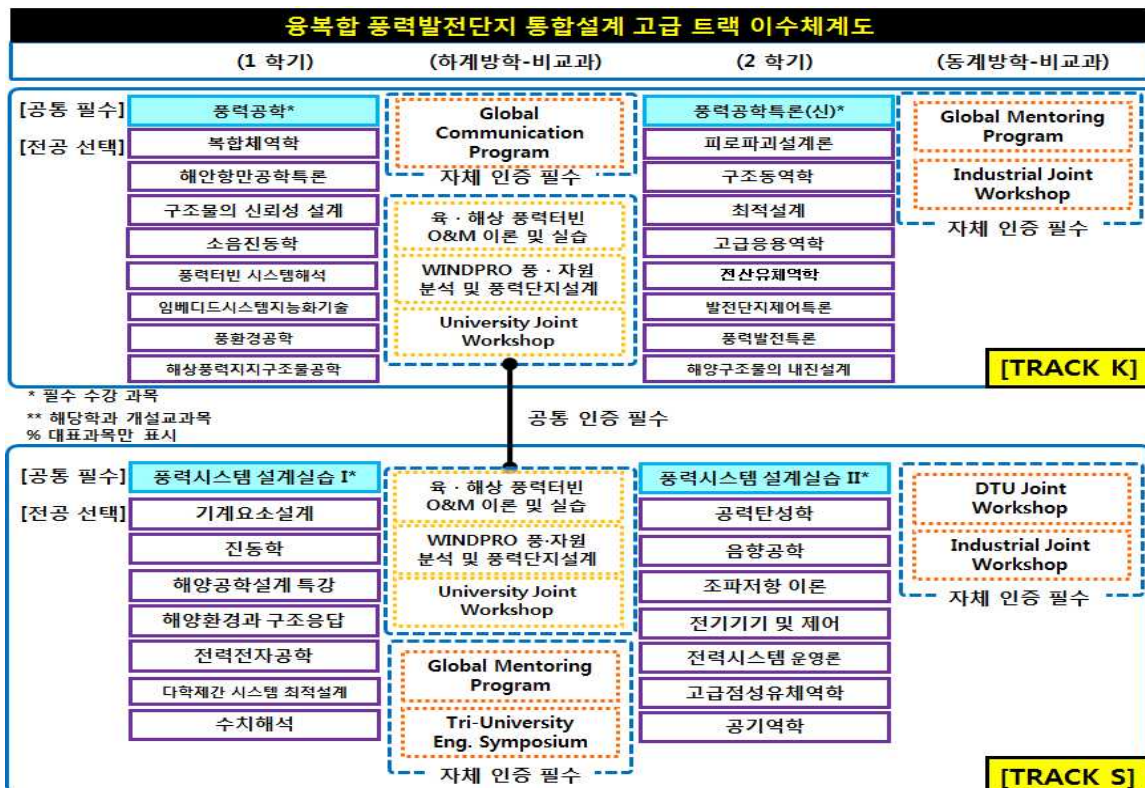 융복합 풍력발전단지 통합설계 고급 트랙 이수체계도
(1 학기)
(하계방학-비교과)
(2 학기)
(동계방학-비교과)
[공통 필수]
풍력공학*
[전공 선택]
복합체역학
해안항만공학특론
구조물의 신뢰성 설계
소음진동학
풍력터빈 시스템해석
임베디드시스템지능화기술
풍환경공학
해상풍력지지구조물공학
Global
Communication
Program
자체 인증 필수
육 · 해상 풍력터빈
O&M 이론 및 실습
WINDPRO 풍 · 자원
분석 및 풍력단지설계
University Joint
Workshop
풍력공학특론(신)*
피로파괴설계론
구조동역학
최적설계
고급응용역학
전산유체역학
발전단지제어특론
풍력발전특론
해양구조물의 내진설계
Global Mentoring
Program
Industrial Joint
Workshop
자체 인증 필수
[TRACK K]
* 필수 수강 과목
** 해당학과 개설교과목
% 대표과목만 표시
공통 인증 필수
[공통 필수]
풍력시스템 설계실습 I*
[전공 선택]
기계요소설계
진동학
해양공학설계 특강
해양환경과 구조응답
전력전자공학
다학제간 시스템 최적설계
수치해석
육 · 해상 풍력터빈
O&M 이론 및 실습
WINDPRO 풍·자원
분석 및 풍력단지설계
University Joint
Workshop
Global Mentoring
Program
Tri-University
Eng. Symposium
자체 인증 필수
풍력시스템 설계실습 II*
공력탄성학
음향공학
조파저항 이론
전기기기 및 제어
전력시스템 운영론
고급점성유체역학
공기역학
DTU Joint
Workshop
Industrial Joint
Workshop
자체 인증 필수
[TRACK S]